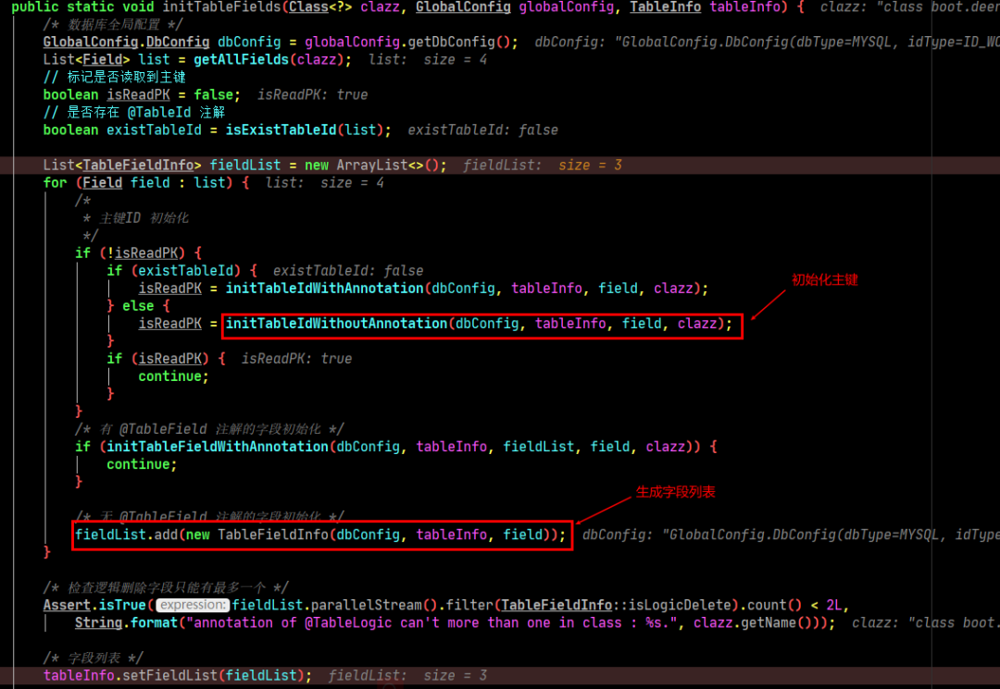 public static void initTableFields(Class<?> clazz, GlobalConfig globalConfig, TableInfo tableInfo) {  clazz: "class boot.deer
/* 数据库全局配置 */
GlobalConfig.DbConfig dbConfig = globalConfig.getDbConfig();  dbConfig: "GlobalConfig.DbConfig(dbType=MYSQL, idType=ID_WO
List<Field> list = getAllFields(clazz);  list:  size = 4
// 标记是否读取到主键
boolean isReadPK = false;  isReadPK: true
// 是否存在 @TableId 注解
boolean existTableId = isExistTableId(list);  existTableId: false
List<TableFieldInfo> fieldList = new ArrayList<>();  fieldList:  size = 3
for (Field field : list) {  list:  size = 4
/*
* 主键ID 初始化
*/
if (!isReadPK) {
if (existTableId) {  existTableId: false
isReadPK = initTableIdWithAnnotation(dbConfig, tableInfo, field, clazz);
初始化主键
} else {
isReadPK = initTableIdWithoutAnnotation(dbConfig, tableInfo, field, clazz);
}
if (isReadPK) {  isReadPK: true
continue;
}
}
/* 有 @TableField 注解的字段初始化 */
if (initTableFieldWithAnnotation(dbConfig, tableInfo, fieldList, field, clazz)) {
continue;
}
生成字段列表
/* 无 @TableField 注解的字段初始化 */
fieldList.add(new TableFieldInfo(dbConfig, tableInfo, field));  dbConfig: "GlobalConfig.DbConfig(dbType=MYSQL, idType
}
/* 检查逻辑删除字段只能有最多一个 */
Assert.isTrue( expression: fieldList.parallelStream().filter(TableFieldInfo::isLogicDelete).count() < 2L,
String.format("annotation of @TableLogic can't more than one in class : %s.", clazz.getName()));  clazz: "class boot.
/* 字段列表 */
tableInfo.setFieldList(fieldList);  fieldList:  size = 3